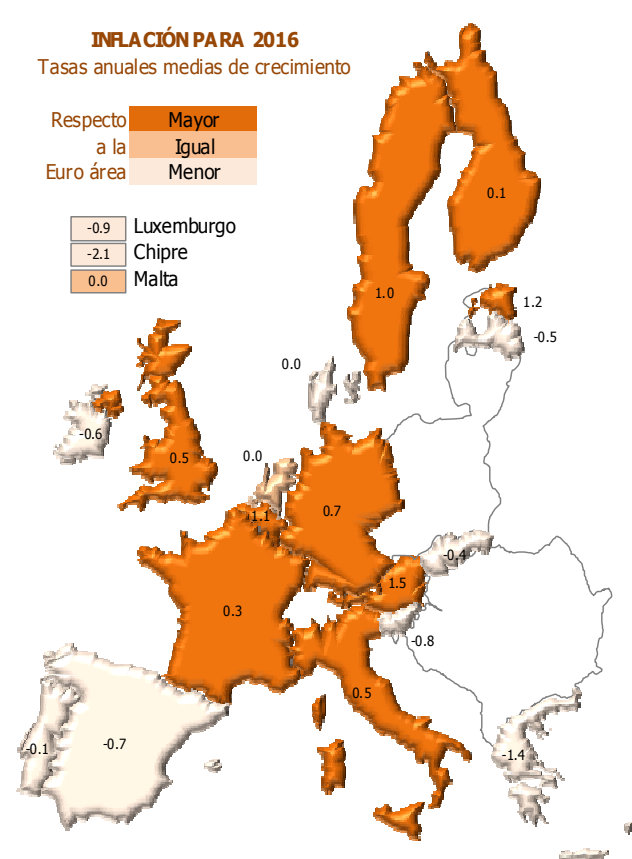 INFLACIÓN PARA 2016
Tasas anuales medias de crecimiento
Respecto Mayor
a la Igual
Euro área Menor
-0.9 Luxemburgo
-2.1 Chipre
0.0 Malta
0.1
1.0
1.2
-0.5
0.0
-0.6
0.5
0.0
0.7
1.1
-0.4
1.5
0.3
-0.8
0.5
-0.1
-0.7
-1.4